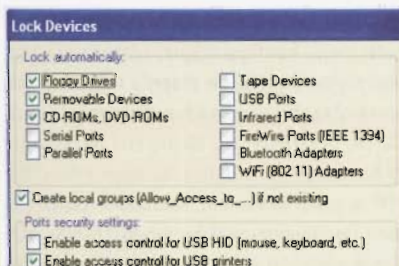 Lock Devices
Lock automatically:
Floppy Drives
Removable Devices
CD-ROMs, DVD-ROMs
Serial Ports
Parallel Ports
Tape Devices
USB Ports
Infrared Ports
FireWire Ports (IEEE 1394)
Bluetooth Adapters
WiFi (802.11) Adapters
Create local groups (Allow_Access_to_...) if not existing
Ports security settings:
Enable access control for USB HID (mouse, keyboard, etc.)
Enable access control for USB printers